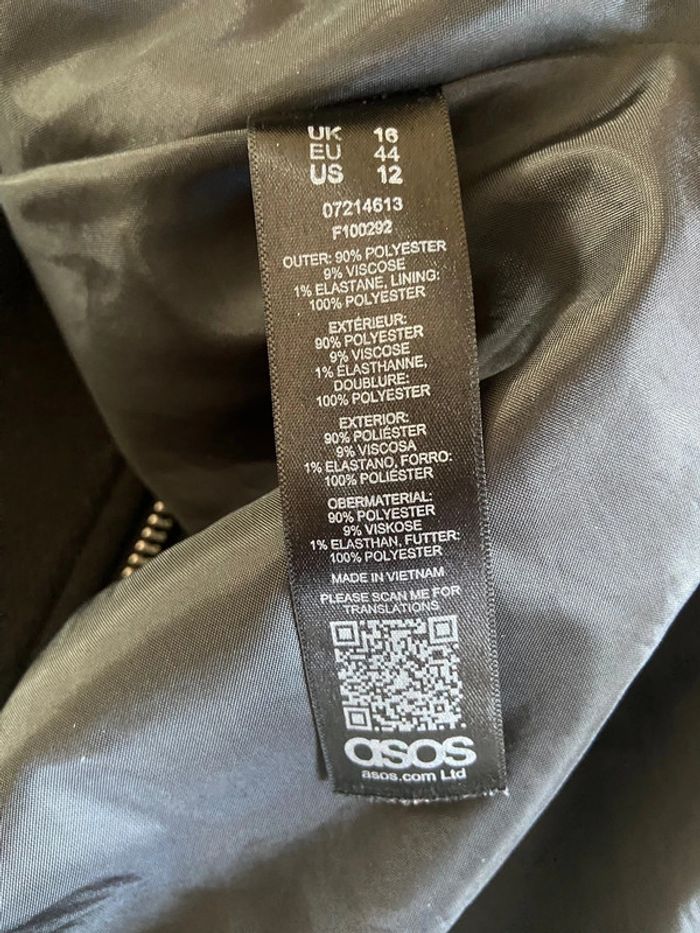 UK 16
EU 44
US 12
07214613
F100292
OUTER: 90% POLYESTER
9% VISCOSE
1% ELASTANE, LINING:
100% POLYESTER
EXTÉRIEUR:
90% POLYESTER
9% VISCOSE
1% ÉLASTHANNE,
DOUBLURE:
100% POLYESTER
EXTERIOR:
90% POLIÉSTER
9% VISCOSA
1% ELASTANO, FORRO:
100% POLIÉSTER
OBERMATERIAL:
90% POLYESTER
9% VISKOSE
1% ELASTHAN, FUTTER:
100% POLYESTER
MADE IN VIETNAM
PLEASE SCAN ME FOR
TRANSLATIONS
asos
asos.com Ltd